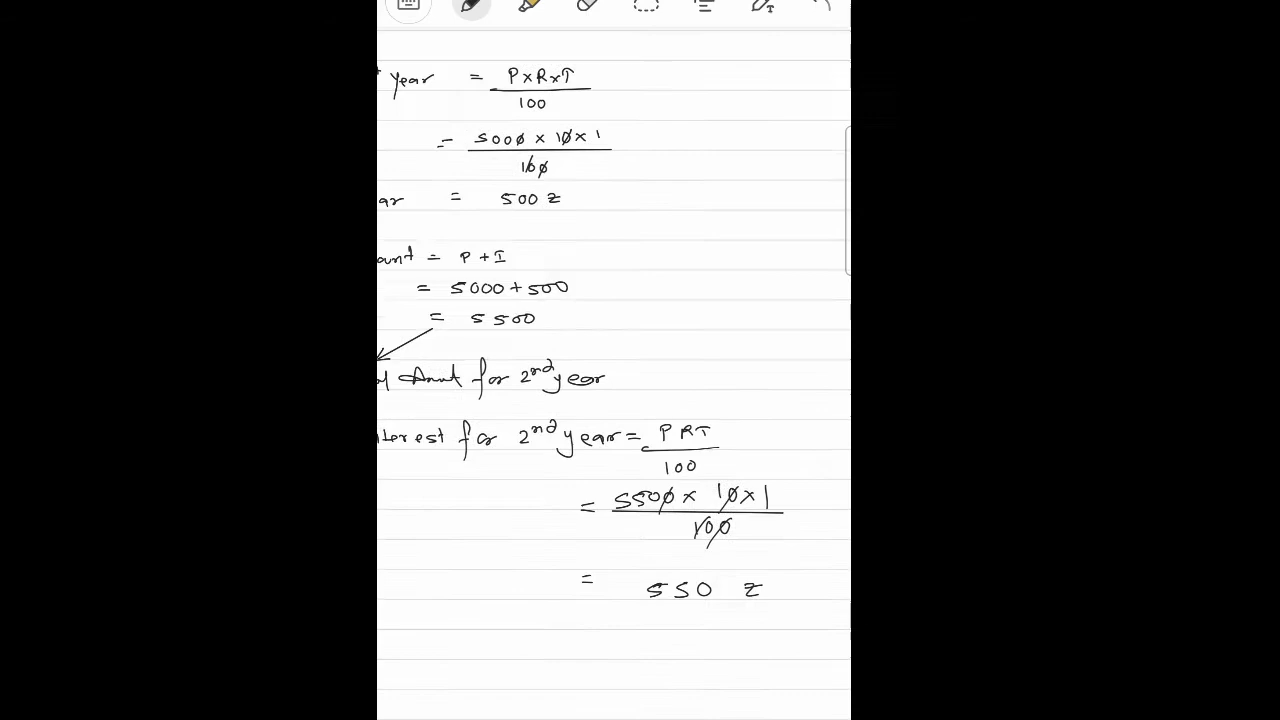 year = P×R×T
100
= 5000 × 10 × 1
100
ar = 500 z
ount = P + I
= 5000 + 500
= 5500
Amt for 2nd year
terest for 2nd year = PRT
100
= 5500 × 10 × 1
100
= 550 z